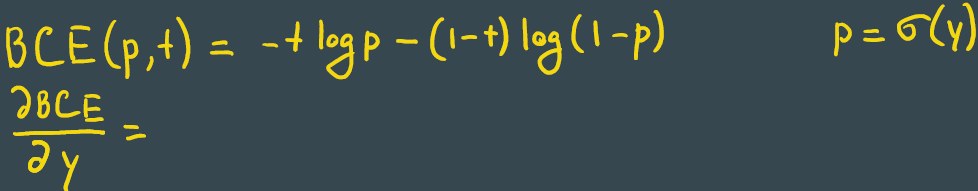 BCE(p,t) = -t log p - (1-t) log(1-p) p = σ(y)
∂BCE/∂y =